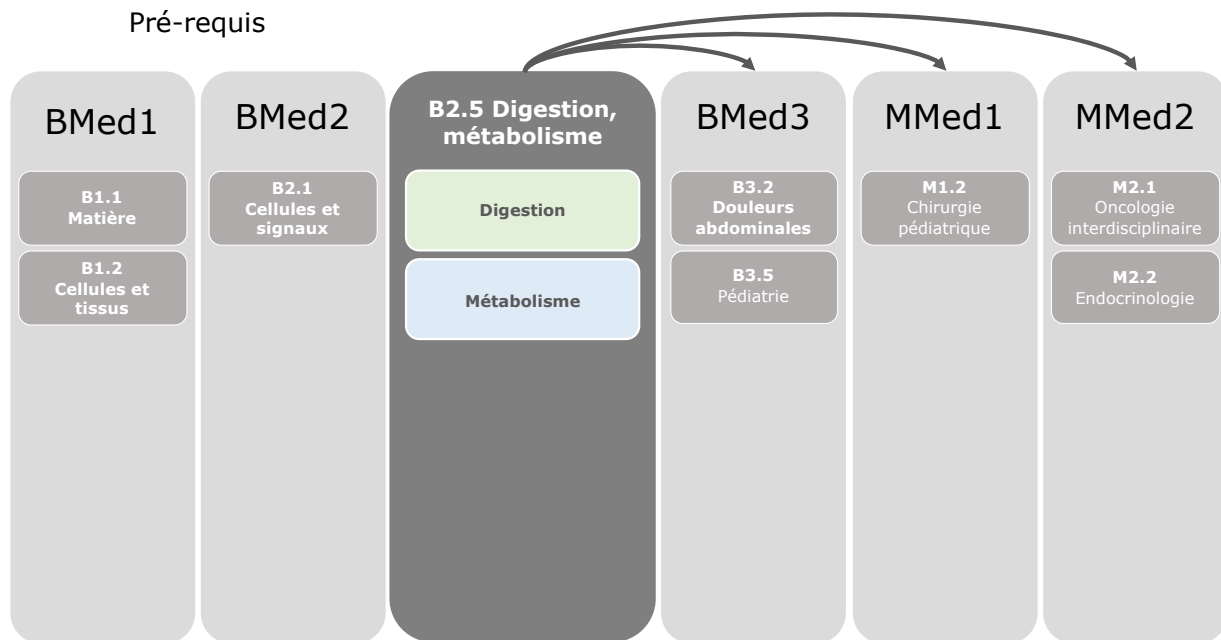 Pré-requis
BMed1
B1.1
Matière
B1.2
Cellules et
tissus
BMed2
B2.1
Cellules et
signaux
B2.5 Digestion,
métabolisme
Digestion
Métabolisme
BMed3
B3.2
Douleurs
abdominales
B3.5
Pédiatrie
MMed1
M1.2
Chirurgie
pédiatrique
MMed2
M2.1
Oncologie
interdisciplinaire
M2.2
Endocrinologie